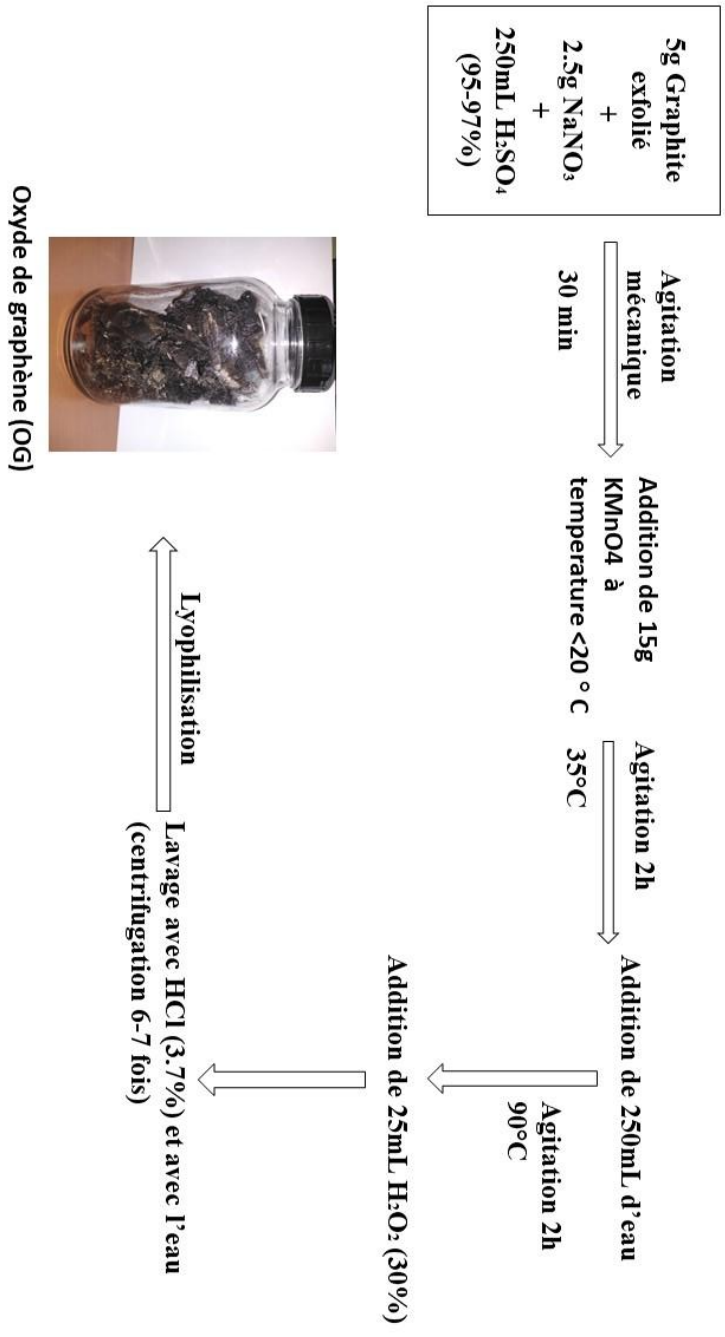 5g Graphite
exfolié
+
2.5g NaNO₃
+
250mL H₂SO₄
(95-97%)
Agitation
mécanique
30 min
Addition de 15g
KMnO4 à
temperature <20 ° C
Agitation 2h
35°C
Addition de 250mL d’eau
Agitation 2h
90°C
Addition de 25mL H₂O₂ (30%)
Lavage avec HCl (3.7%) et avec l’eau
(centrifugation 6-7 fois)
Lyophilisation
Oxyde de graphène (OG)